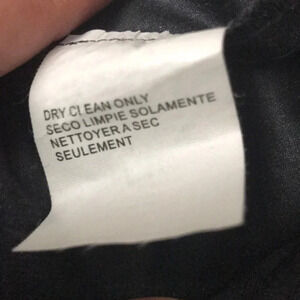 DRY CLEAN ONLY
SECO LIMPIE SOLAMENTE
NETTOYER A SEC
SEULEMENT